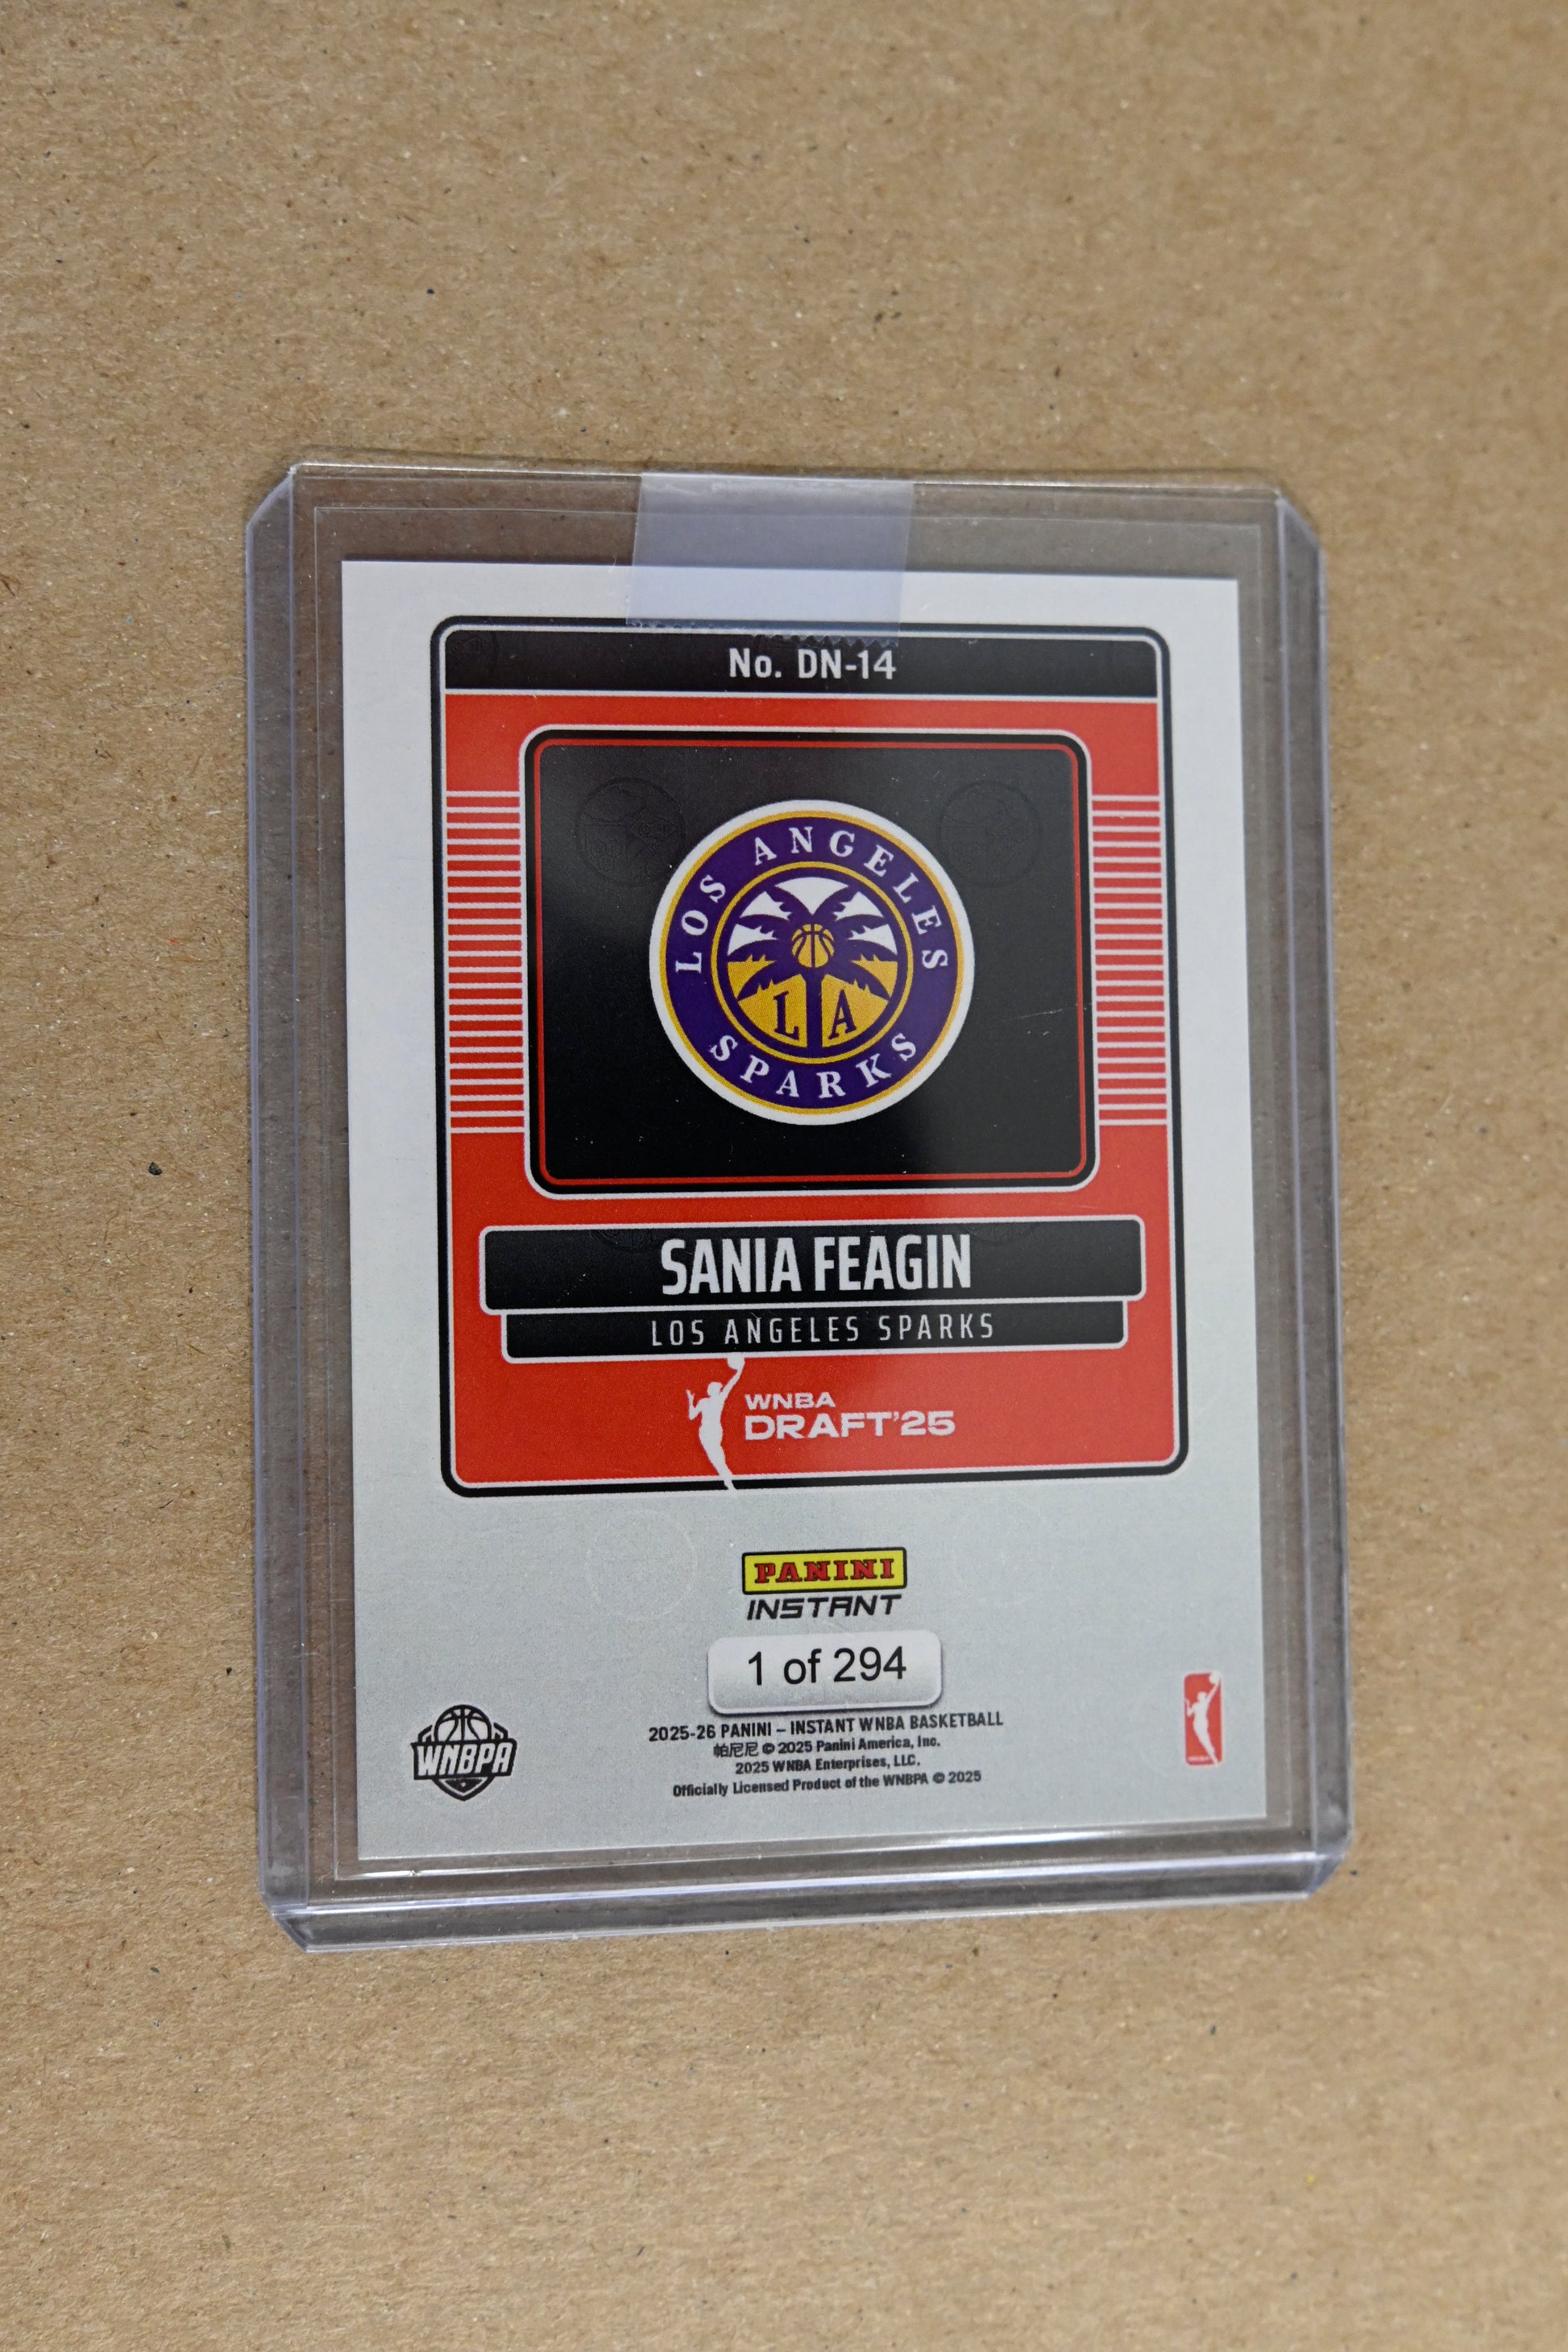 No. DN-14
LOS ANGELES
LA
SPARKS
SANIA FEAGIN
LOS ANGELES SPARKS
WNBA
DRAFT'25
PANINI
INSTANT
1 of 294
2025-26 PANINI – INSTANT WNBA BASKETBALL
帕尼尼 © 2025 Panini America, Inc.
2025 WNBA Enterprises, LLC.
Officially Licensed Product of the WNBPA © 2025
WNBPA